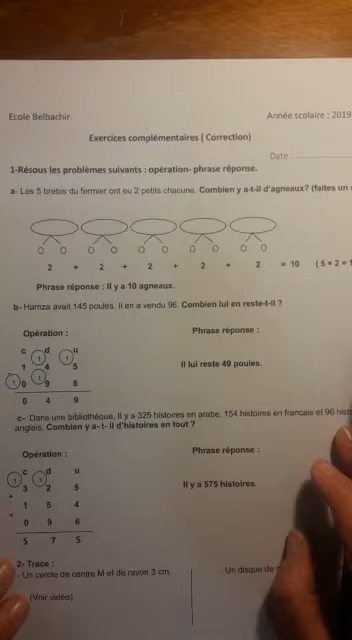 Ecole Belbachir Année scolaire : 2019
Exercices complémentaires ( Correction)
Date :
1-Résous les problèmes suivants : opération- phrase réponse.
a- Les 5 brebis du fermier ont eu 2 petits chacune. Combien y a-t-il d'agneaux? (faites un
2 + 2 + 2 + 2 + 2 = 10 (5 × 2 = 1
Phrase réponse : Il y a 10 agneaux.
b- Hamza avait 145 poules. Il en a vendu 96. Combien lui en reste-t-il ?
Opération : Phrase réponse :
c d u
1 1
1 4 5 Il lui reste 49 poules.
1 1
0 9 6
0 4 9
c- Dans une bibliothèque, Il y a 325 histoires en arabe, 154 histoires en francais et 96 hist
anglais. Combien y a- t- il d'histoires en tout ?
Opération : Phrase réponse :
c d u
1 1
3 2 5 Il y a 575 histoires.
+
1 5 4
+
0 9 6
5 7 5
2- Trace :
- Un cercle de centre M et de rayon 3 cm. - Un disque de
(Voir vidéo)